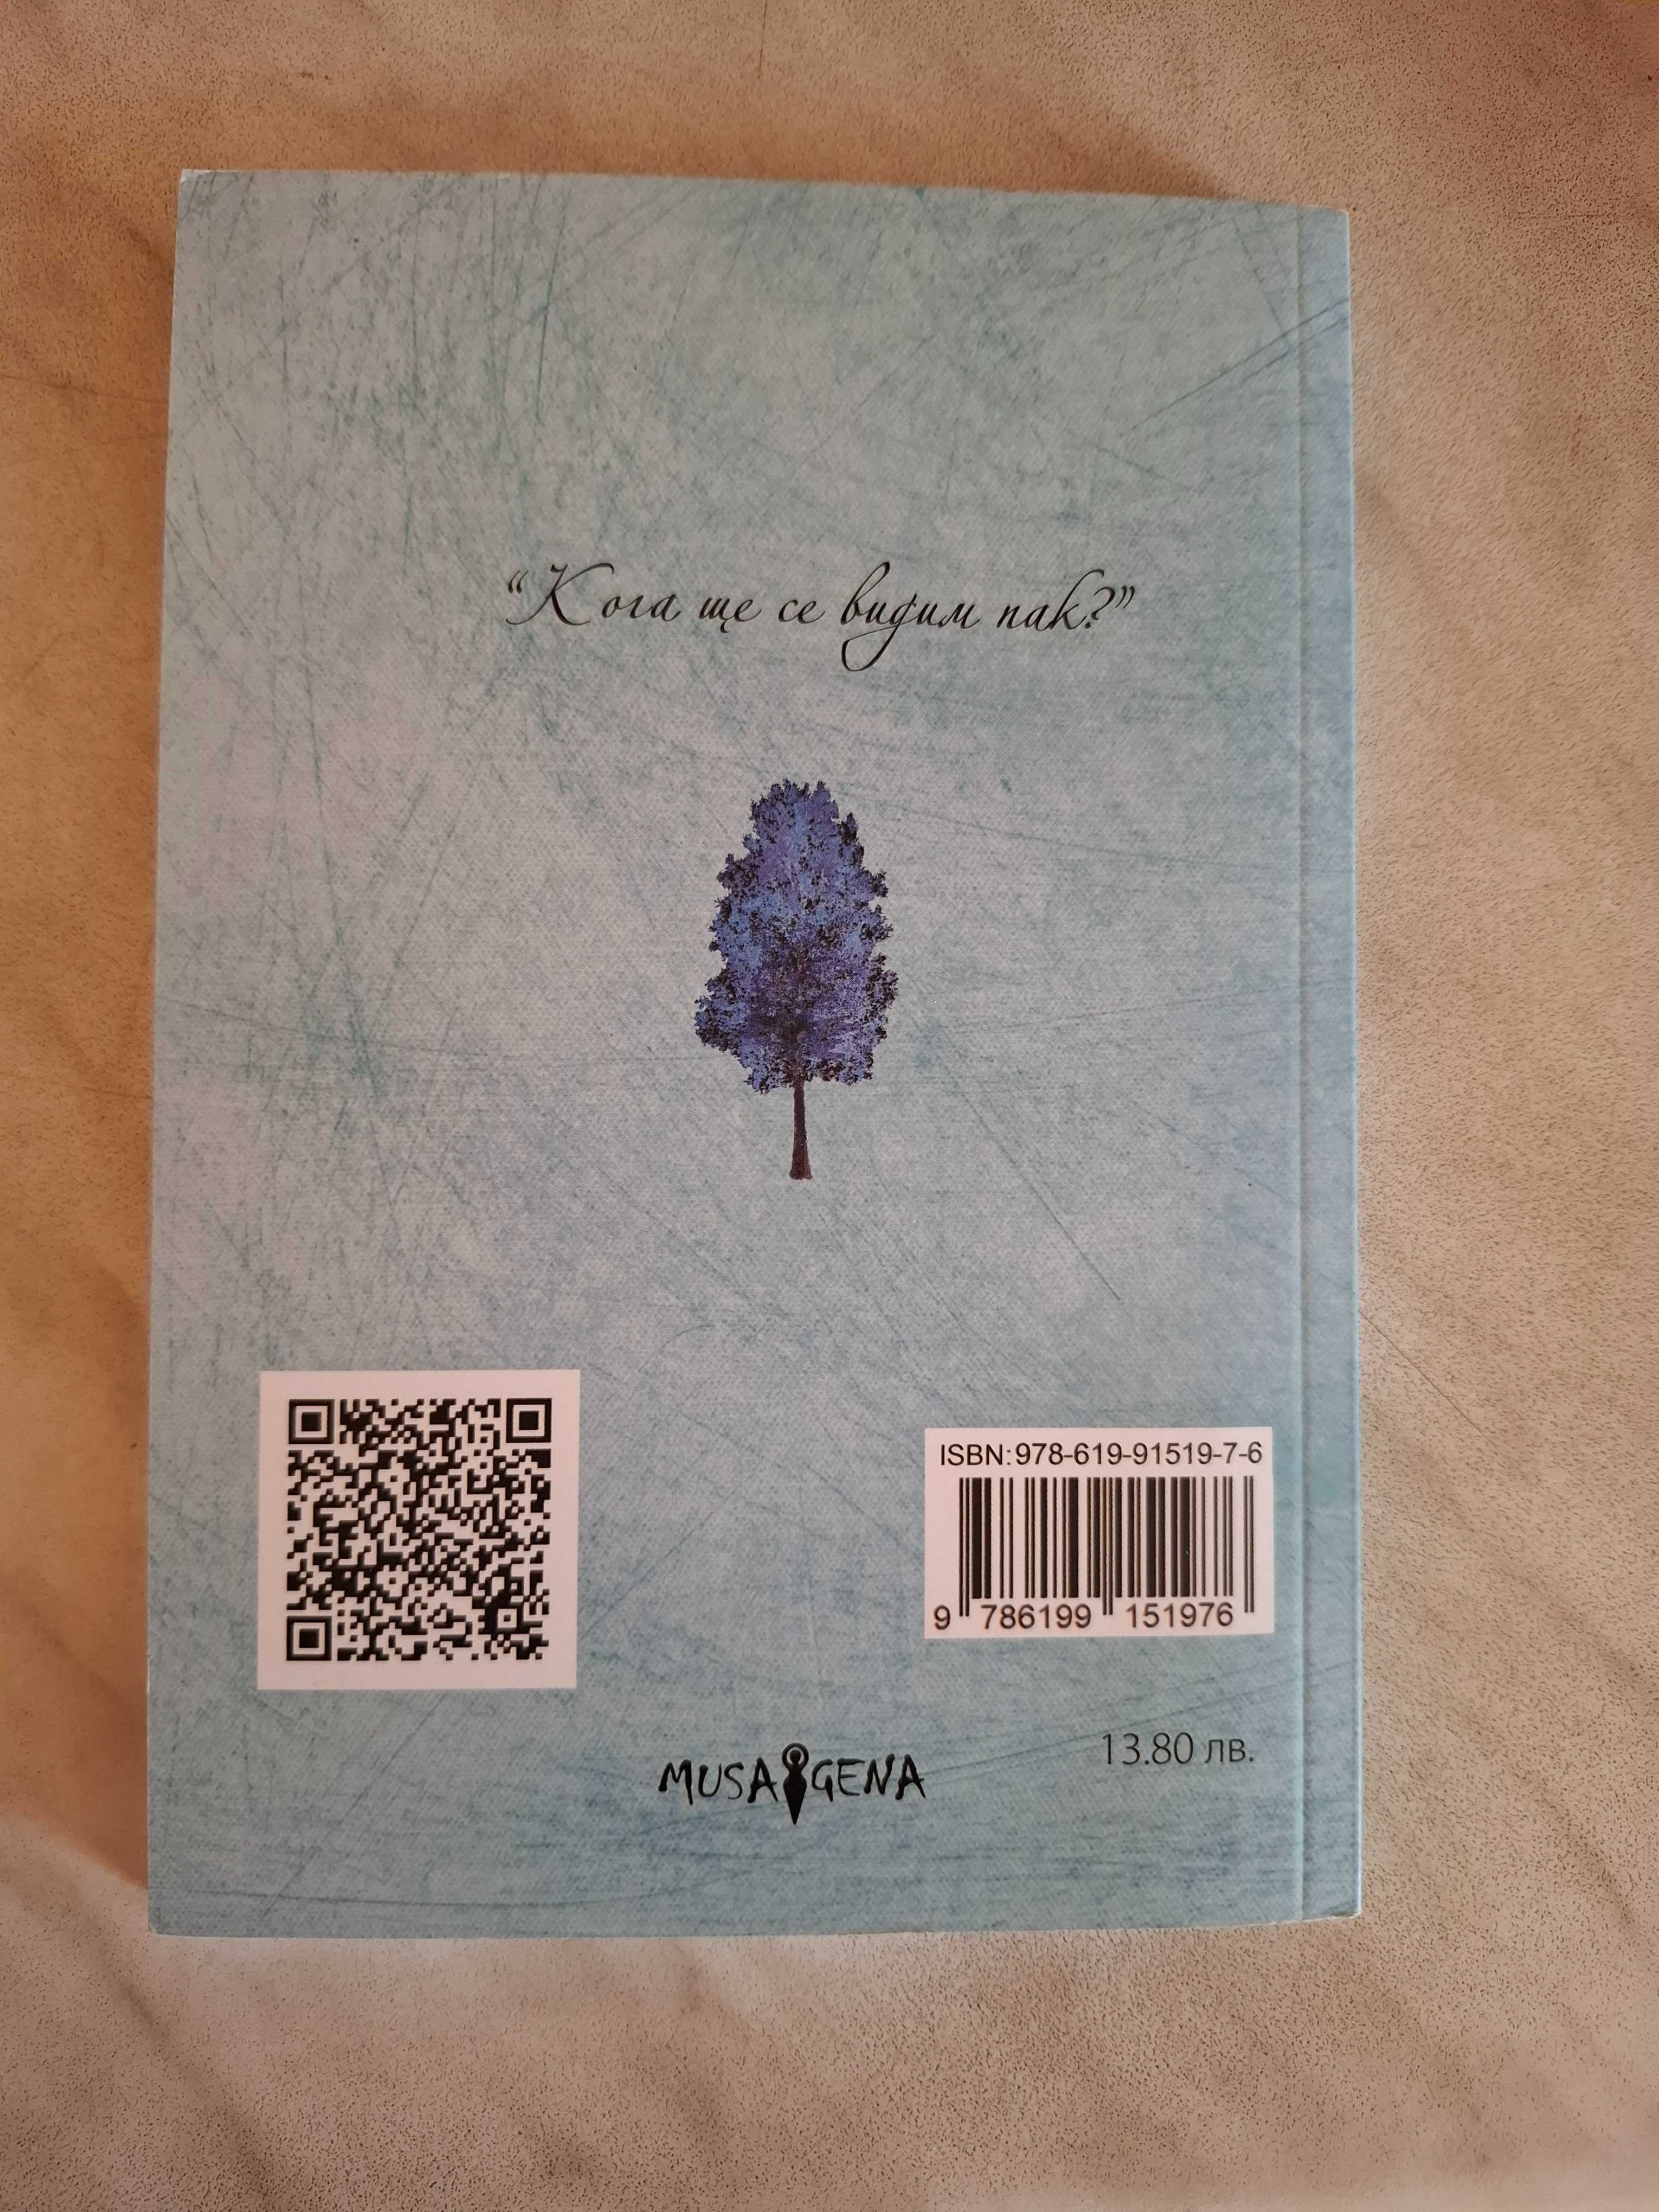 “Кога ще се видим пак?”
ISBN:978-619-91519-7-6
9 786199 151976
13.80 лв.
MUSAGENA